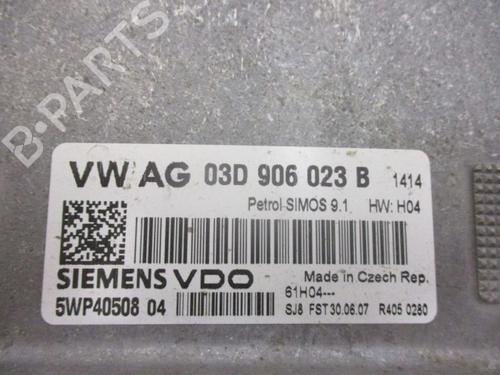 B-PARTS
VW AG 03D 906 023 B 1414
Petrol SIMOS 9.1 HW: H04
SIEMENS VDO Made in Czech Rep.
61H04---
5WP40508 04 SJ8 FST 30.06.07 R405 0280